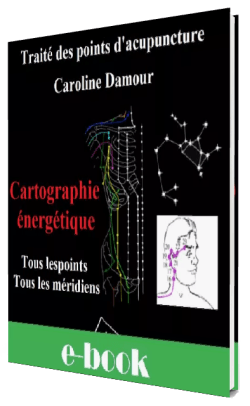 Traité des points d'acupuncture
Caroline Damour
Cartographie
énergétique
Tous lespoints
Tous les méridiens
e-book